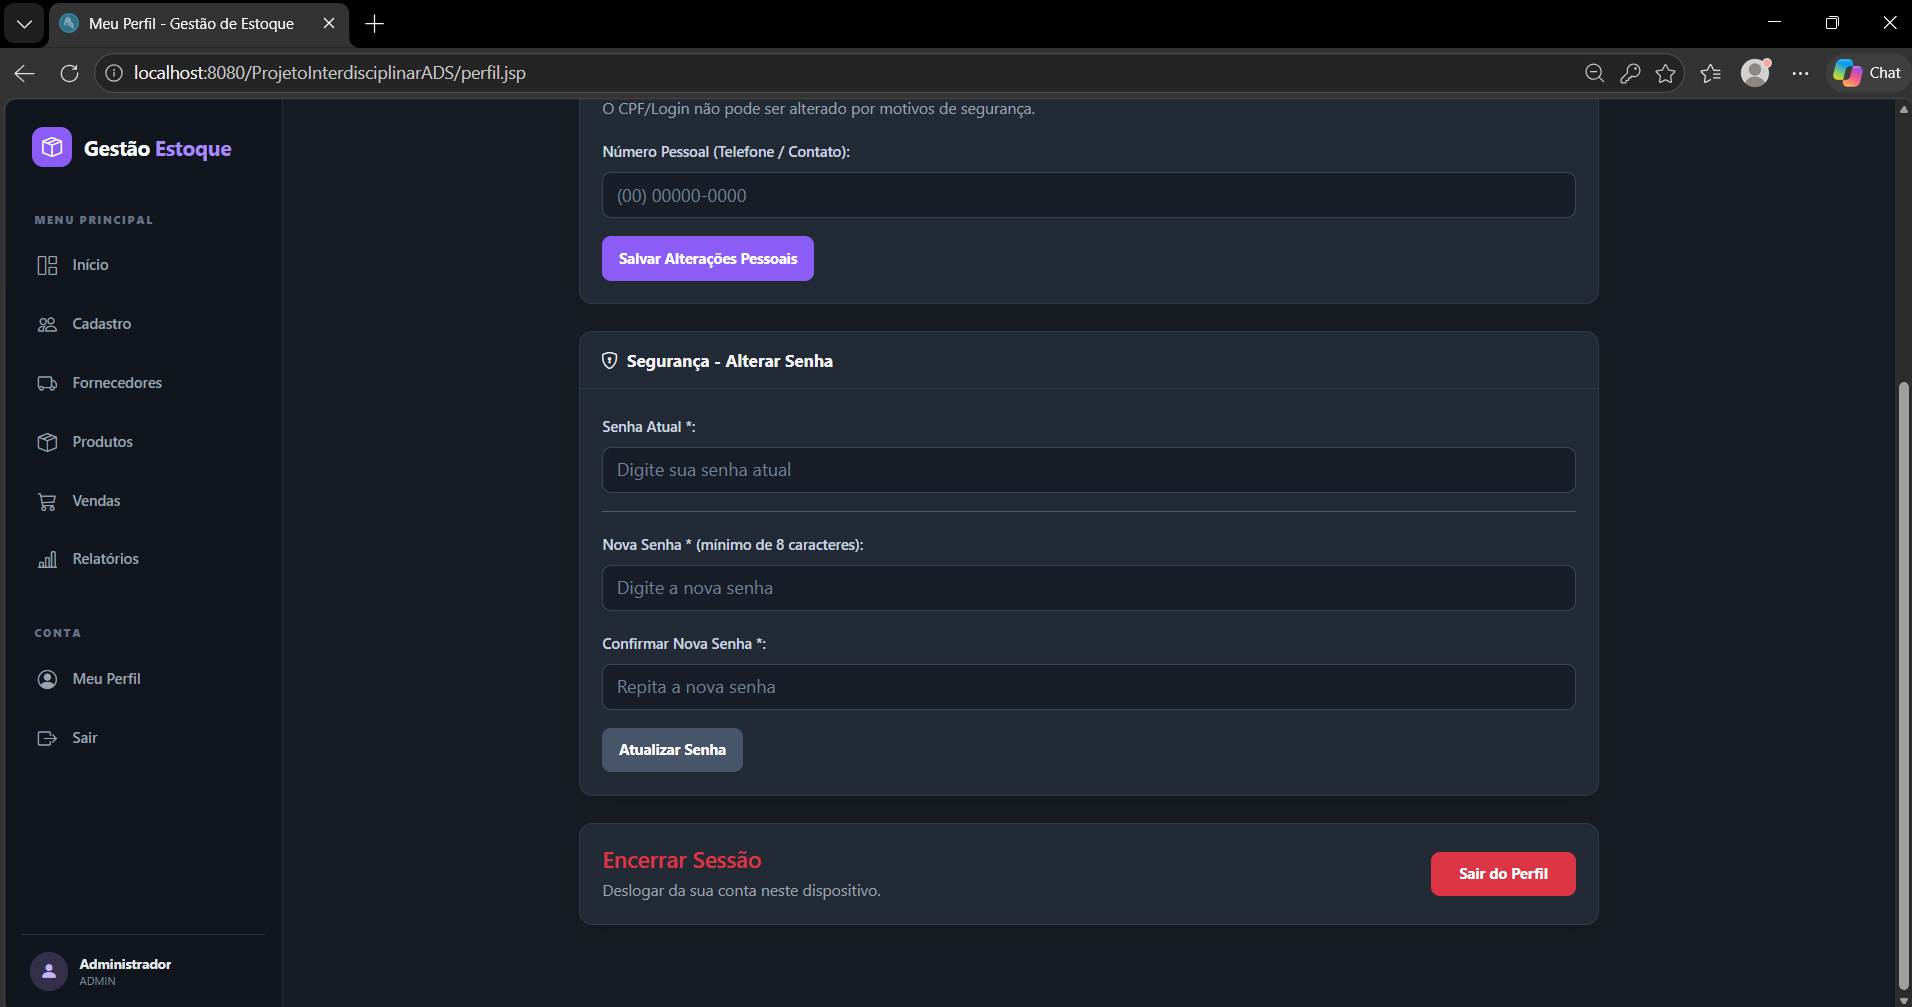 Meu Perfil - Gestão de Estoque
localhost:8080/ProjetoInterdisciplinarADS/perfil.jsp
Chat
Gestão Estoque
MENU PRINCIPAL
Início
Cadastro
Fornecedores
Produtos
Vendas
Relatórios
CONTA
Meu Perfil
Sair
Administrador
ADMIN
O CPF/Login não pode ser alterado por motivos de segurança.
Número Pessoal (Telefone / Contato):
(00) 00000-0000
Salvar Alterações Pessoais
Segurança - Alterar Senha
Senha Atual *:
Digite sua senha atual
Nova Senha * (mínimo de 8 caracteres):
Digite a nova senha
Confirmar Nova Senha *:
Repita a nova senha
Atualizar Senha
Encerrar Sessão
Deslogar da sua conta neste dispositivo.
Sair do Perfil